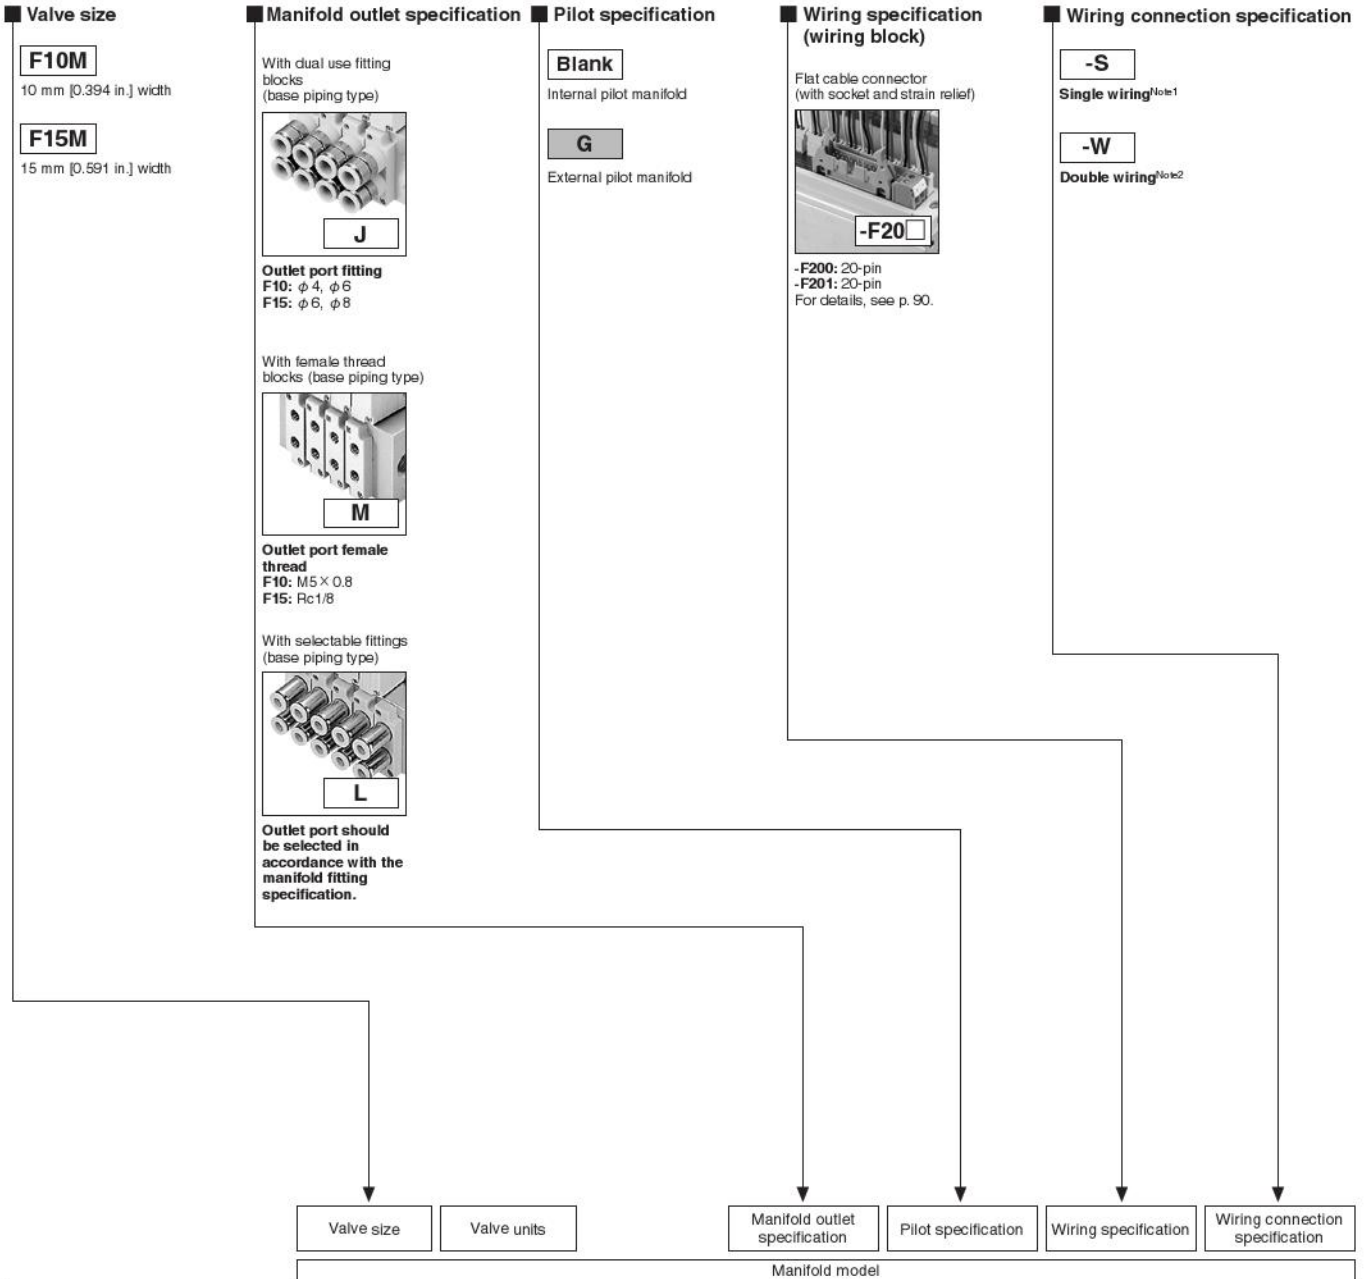 Valve size
F10M
10 mm [0.394 in.] width
F15M
15 mm [0.591 in.] width
Manifold outlet specification
With dual use fitting
blocks
(base piping type)
J
Outlet port fitting
F10: φ4, φ6
F15: φ6, φ8
With female thread
blocks (base piping type)
M
Outlet port female
thread
F10: M5×0.8
F15: Rc1/8
With selectable fittings
(base piping type)
L
Outlet port should
be selected in
accordance with the
manifold fitting
specification.
Pilot specification
Blank
Internal pilot manifold
G
External pilot manifold
Wiring specification
(wiring block)
Flat cable connector
(with socket and strain relief)
-F20□
-F200: 20-pin
-F201: 20-pin
For details, see p. 90.
Wiring connection specification
-S
Single wiringNote1
-W
Double wiringNote2
Valve size
Valve units
Manifold outlet
specification
Pilot specification
Wiring specification
Wiring connection
specification
Manifold model